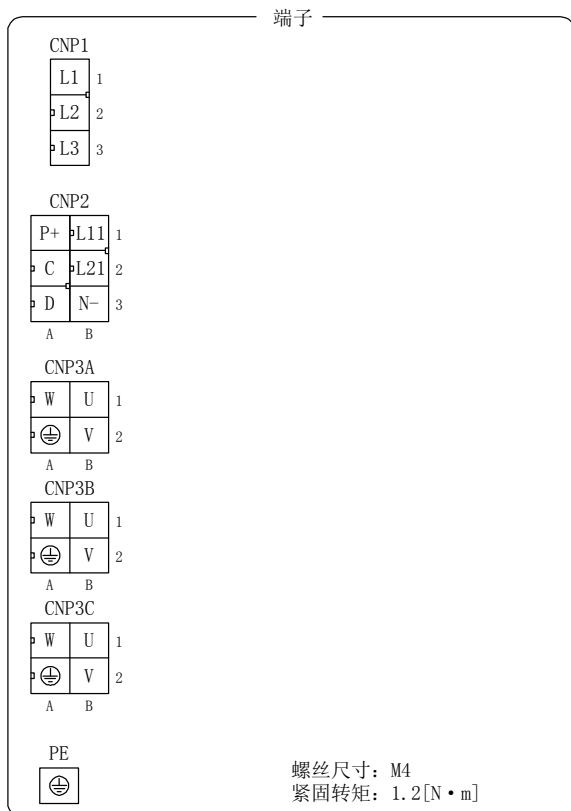 端子
CNP1
L1 1
L2 2
L3 3
CNP2
P+ L11 1
C L21 2
D N- 3
A B
CNP3A
W U 1
V 2
A B
CNP3B
W U 1
V 2
A B
CNP3C
W U 1
V 2
A B
PE
螺丝尺寸: M4
紧固转矩: 1.2[N·m]